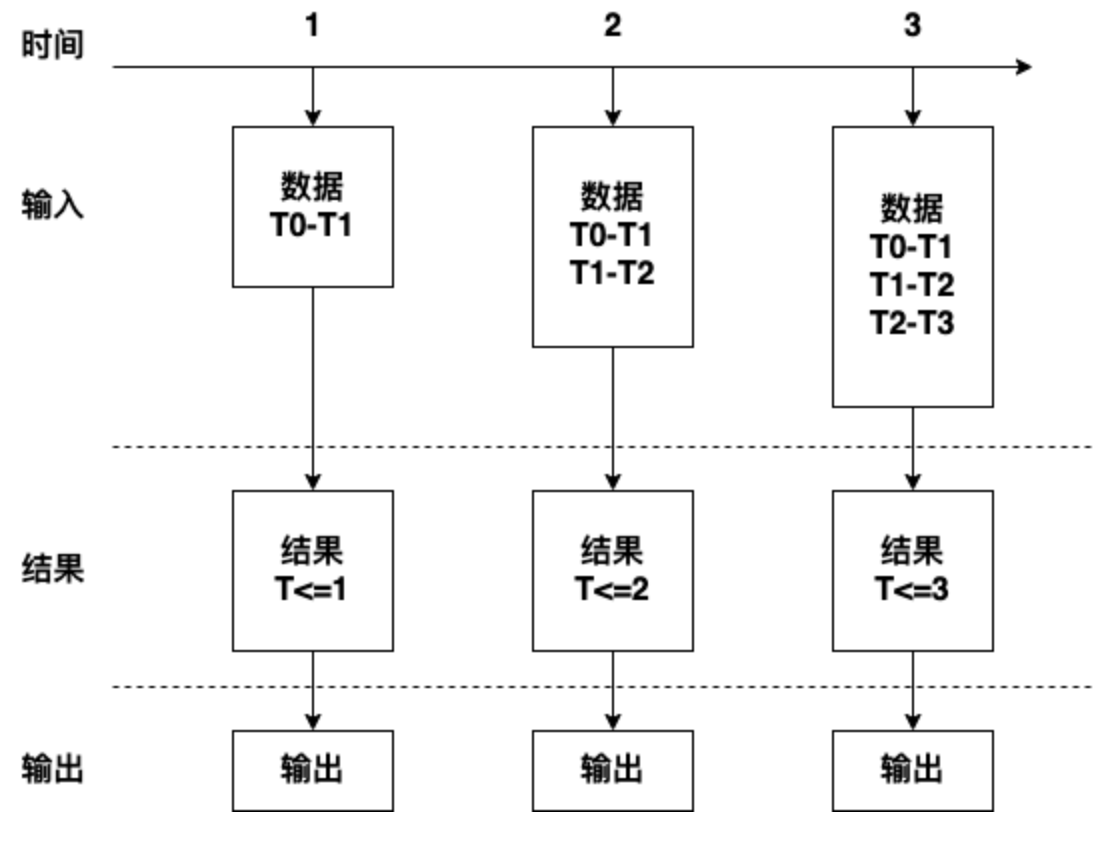 时间
1
2
3
输入
数据
T0-T1
数据
T0-T1
T1-T2
数据
T0-T1
T1-T2
T2-T3
结果
结果
T<=1
结果
T<=2
结果
T<=3
输出
输出
输出
输出